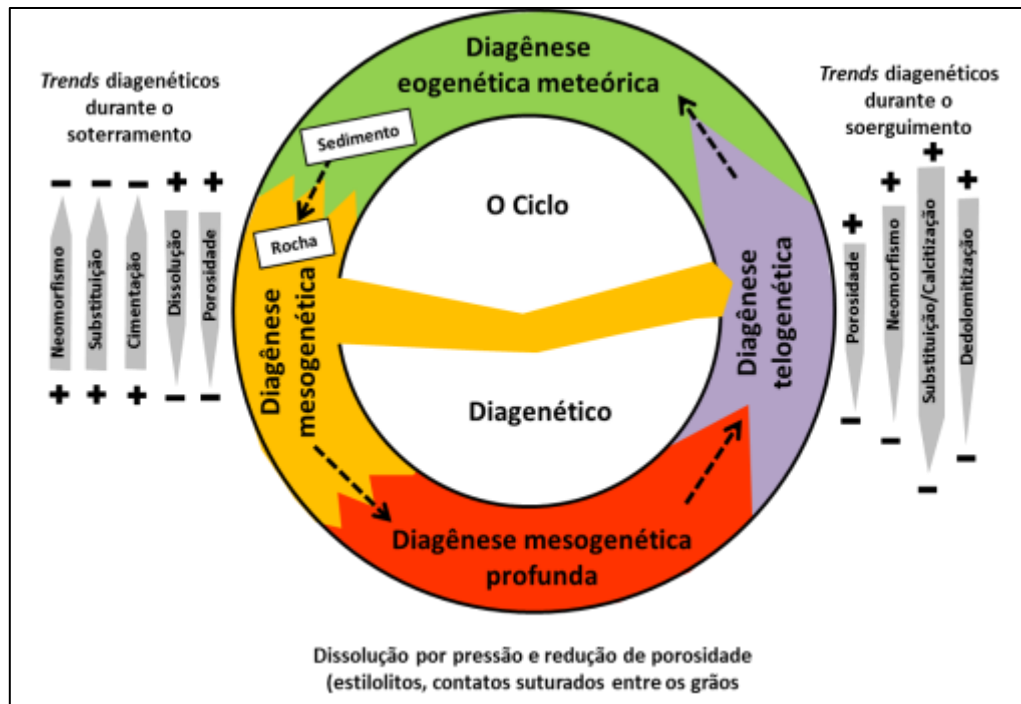 Diagênese
eogenética meteórica
Trends diagenéticos
durante o
soterramento
Trends diagenéticos
durante o
soerguimento
Sedimento
Rocha
O Ciclo
Diagenético
Diagênese
mesogenética
Diagênese
telogenética
Diagênese mesogenética
profunda
− − − + +
Neomorfismo
Substituição
Cimentação
Dissolução
Porosidade
+ + + − −
+ + + +
Porosidade
Neomorfismo
Substituição/Calcitização
Dedolomitização
− − − −
Dissolução por pressão e redução de porosidade
(estilolitos, contatos suturados entre os grãos